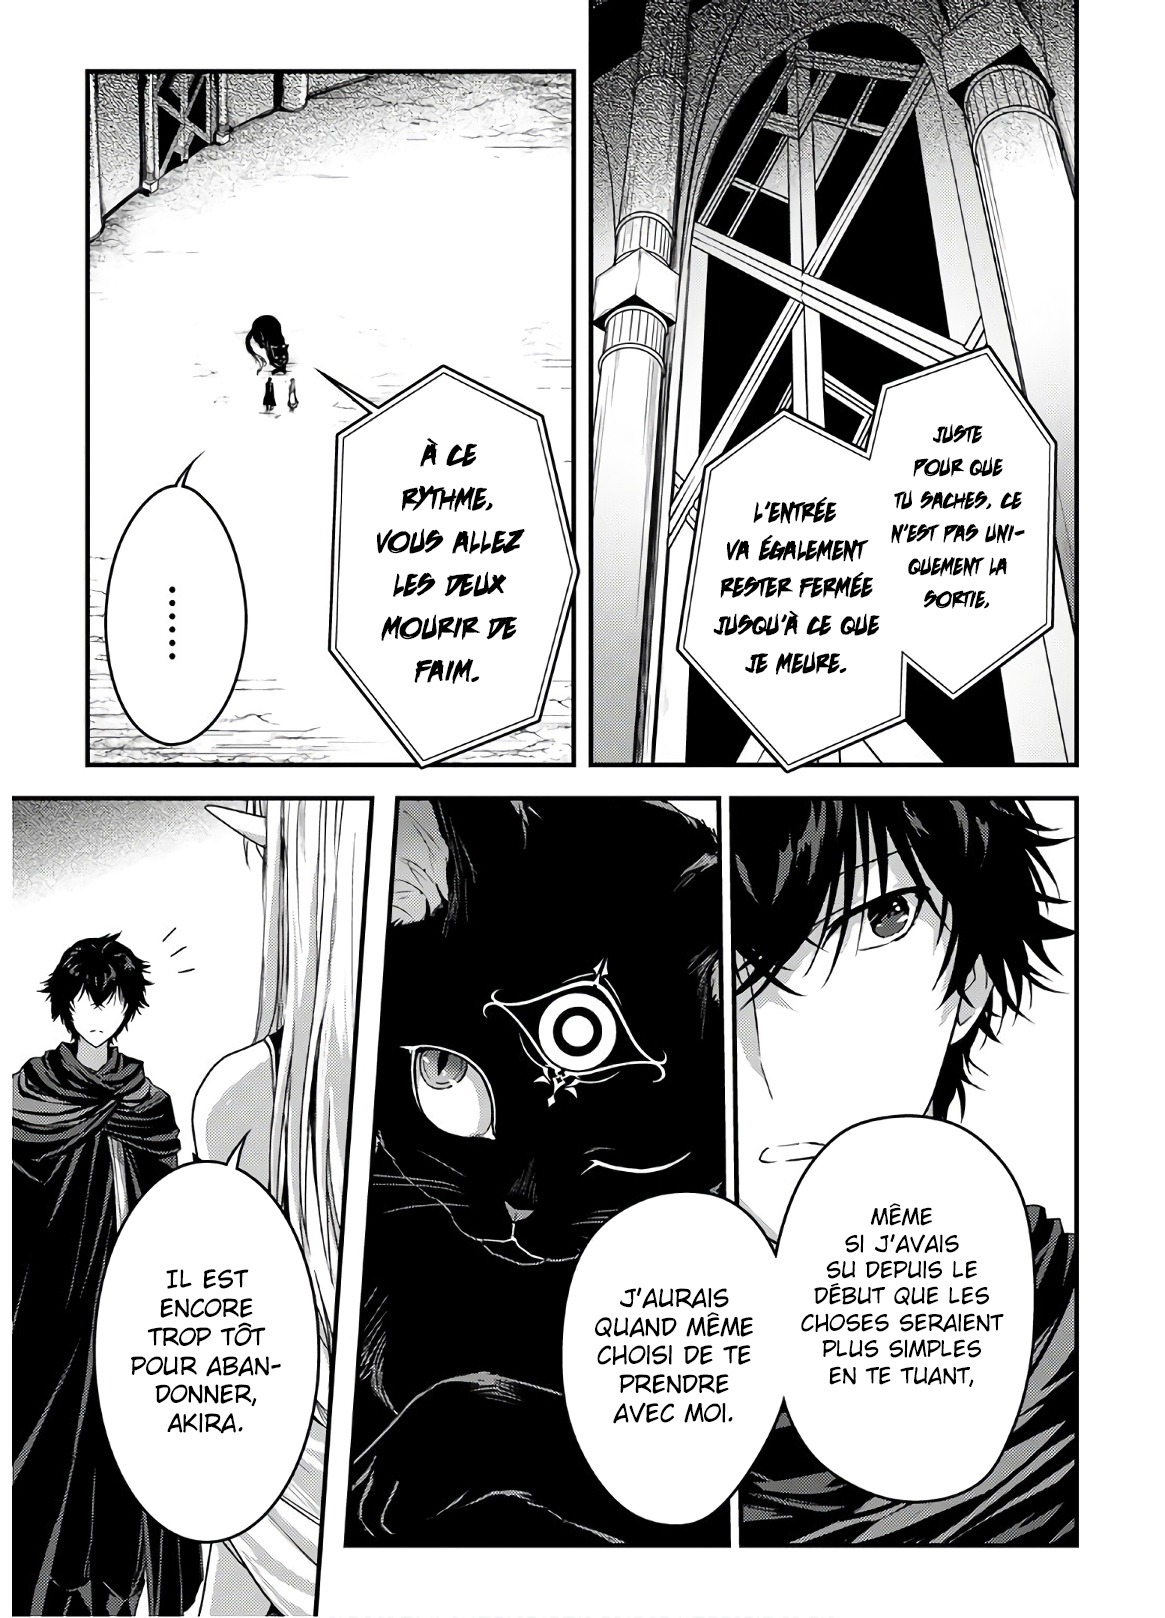 JUSTE
POUR QUE
TU SACHES, CE
N'EST PAS UNI-
QUEMENT LA
SORTIE,
L'ENTRÉE
VA ÉGALEMENT
RESTER FERMÉE
JUSQU'À CE QUE
JE MEURE.
À CE
RYTHME,
VOUS ALLEZ
LES DEUX
MOURIR DE
FAIM.
......
MÊME
SI J'AVAIS
SU DEPUIS LE
DÉBUT QUE LES
CHOSES SERAIENT
PLUS SIMPLES
EN TE TUANT,
J'AURAIS
QUAND MÊME
CHOISI DE TE
PRENDRE
AVEC MOI.
IL EST
ENCORE
TROP TÔT
POUR ABAN-
DONNER,
AKIRA.